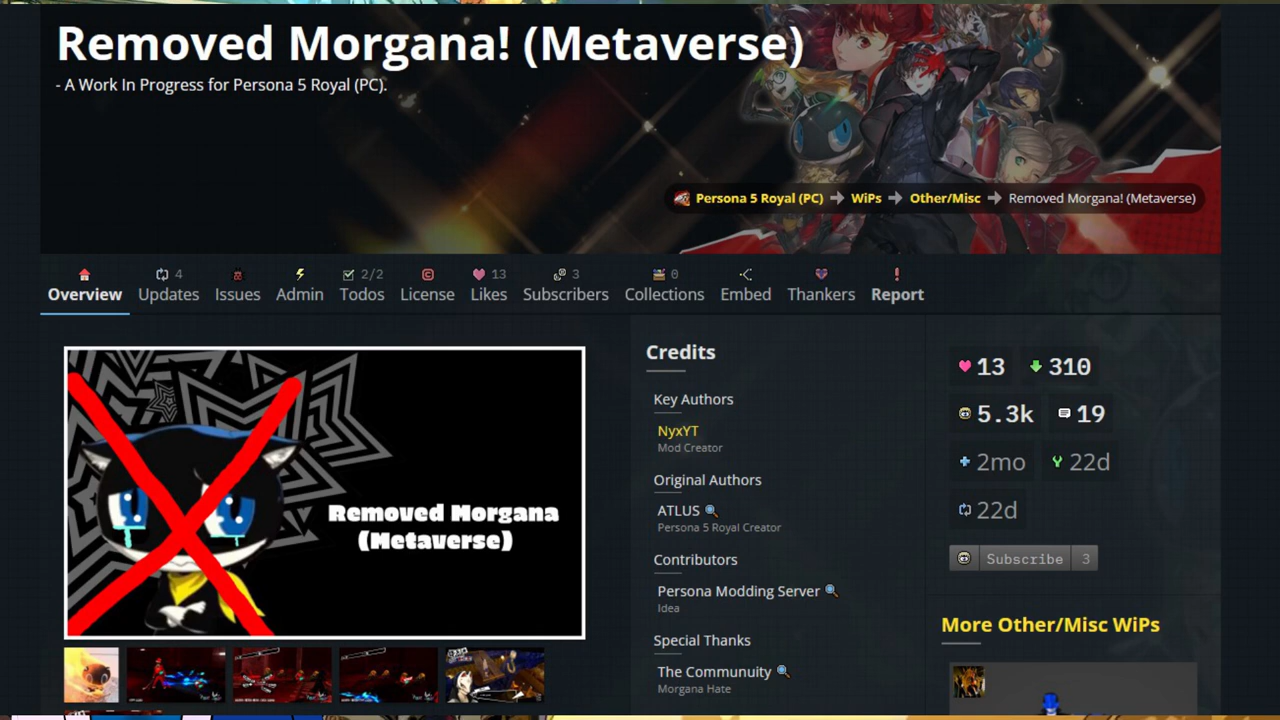 Removed Morgana! (Metaverse)
- A Work In Progress for Persona 5 Royal (PC).
Persona 5 Royal (PC) WiPs Other/Misc Removed Morgana! (Metaverse)
4 2/2 13 3 0
Overview Updates Issues Admin Todos License Likes Subscribers Collections Embed Thankers Report
Removed Morgana
(Metaverse)
Credits
Key Authors
NyxYT
Mod Creator
Original Authors
ATLUS
Persona 5 Royal Creator
Contributors
Persona Modding Server
Idea
Special Thanks
The Communuity
Morgana Hate
13 310
5.3k 19
2mo 22d
22d
Subscribe 3
More Other/Misc WiPs